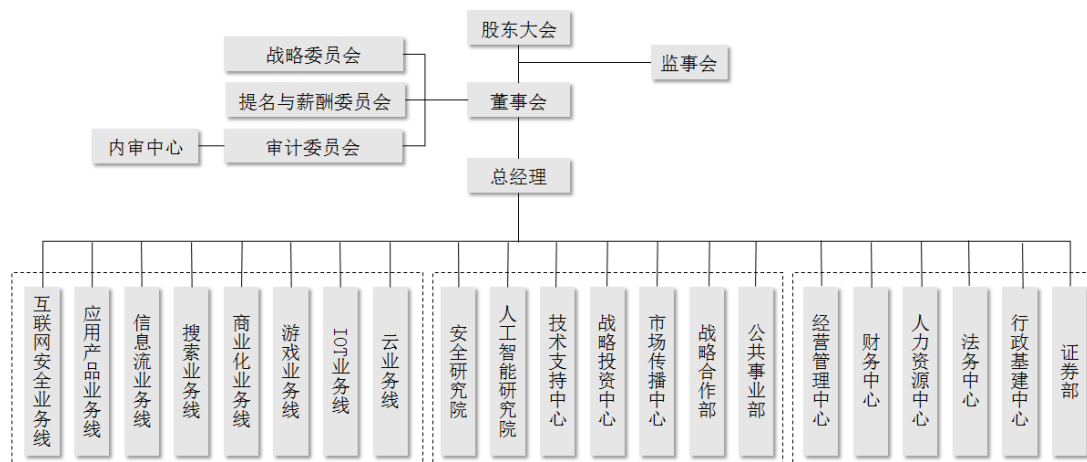 股东大会
战略委员会
监事会
提名与薪酬委员会
董事会
内审中心
审计委员会
总经理
互联网安全业务线
应用产品业务线
信息流业务线
搜索业务线
商业化业务线
游戏业务线
IOT业务线
云业务线
安全研究院
人工智能研究院
技术支持中心
战略投资中心
市场传播中心
战略合作部
公共事业部
经营管理中心
财务中心
人力资源中心
法务中心
行政基建中心
证券部